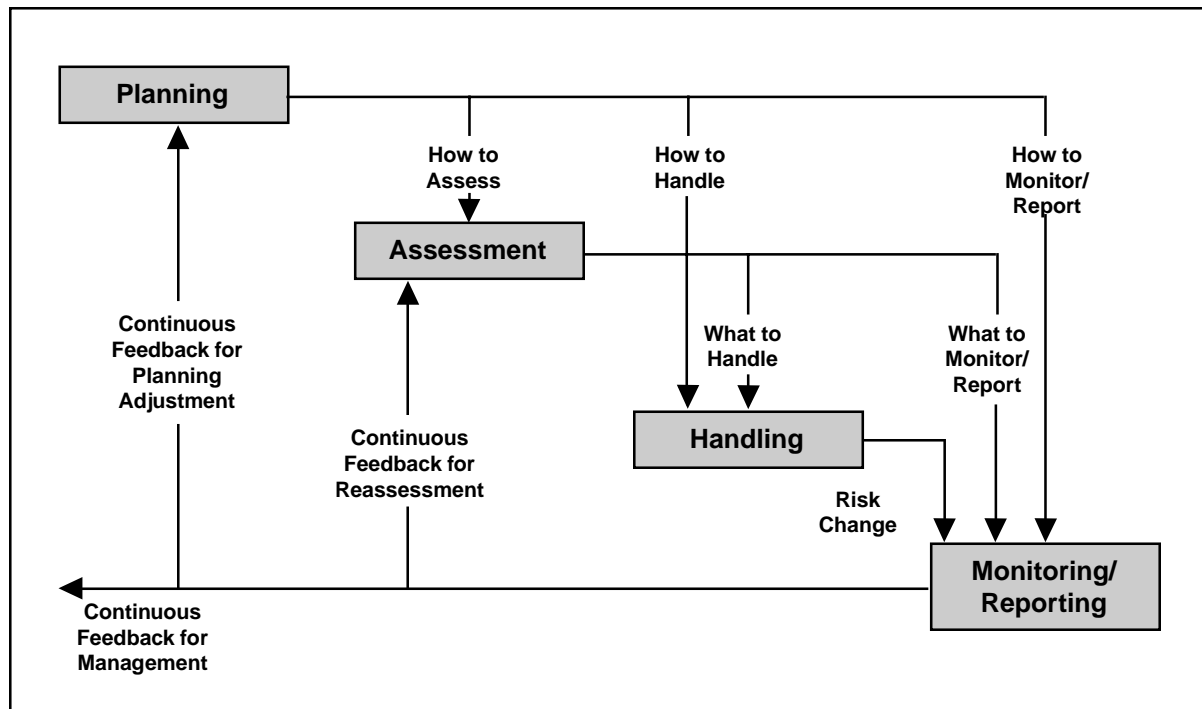 Planning
How to
Assess
How to
Handle
How to
Monitor/
Report
Assessment
Continuous
Feedback for
Planning
Adjustment
What to
Handle
What to
Monitor/
Report
Handling
Continuous
Feedback for
Reassessment
Risk
Change
Monitoring/
Reporting
Continuous
Feedback for
Management